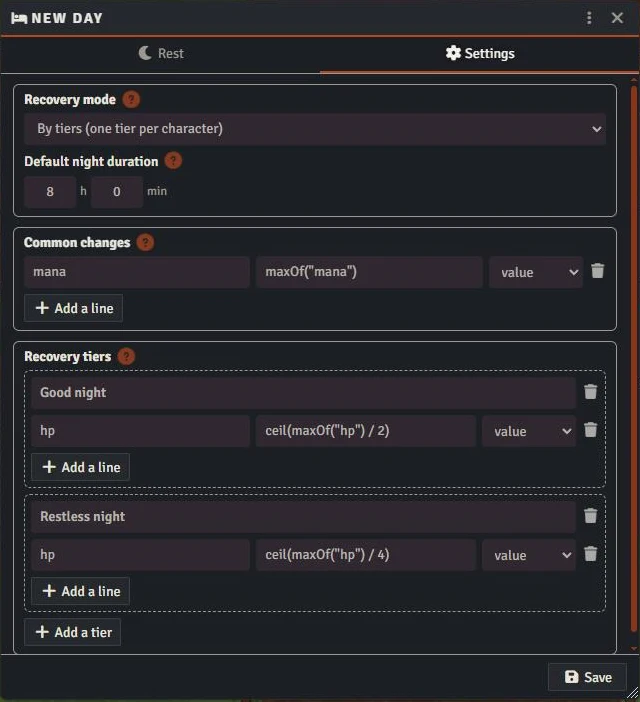 NEW DAY
Rest
Settings
Recovery mode ?
By tiers (one tier per character)
Default night duration ?
8 h 0 min
Common changes ?
mana maxOf("mana") value
+ Add a line
Recovery tiers ?
Good night
hp ceil(maxOf("hp") / 2) value
+ Add a line
Restless night
hp ceil(maxOf("hp") / 4) value
+ Add a line
+ Add a tier
Save